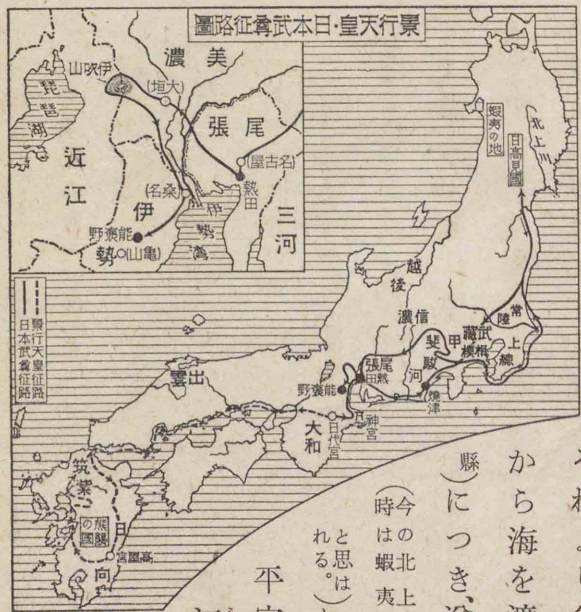 景行天皇・日本武尊征路圖
美濃
伊吹山
(大垣)
尾張
琵琶湖
近江
(名古屋)
熱田
(桑名)
伊勢
伊勢灣
三河
能褒野
(亀山)
景行天皇征路
日本武尊征路
蝦夷の地
北上川
日高見國
越後
信濃
常陸
武藏
上總
相模
甲斐
駿河
燒津
尾張
熱田
能褒野
神宮
日代宮
大和
出雲
筑紫
熊襲の國
日向
高屋宮
から海を
縣)につき、
(今の北上
時は蝦夷
と思は
れる。)